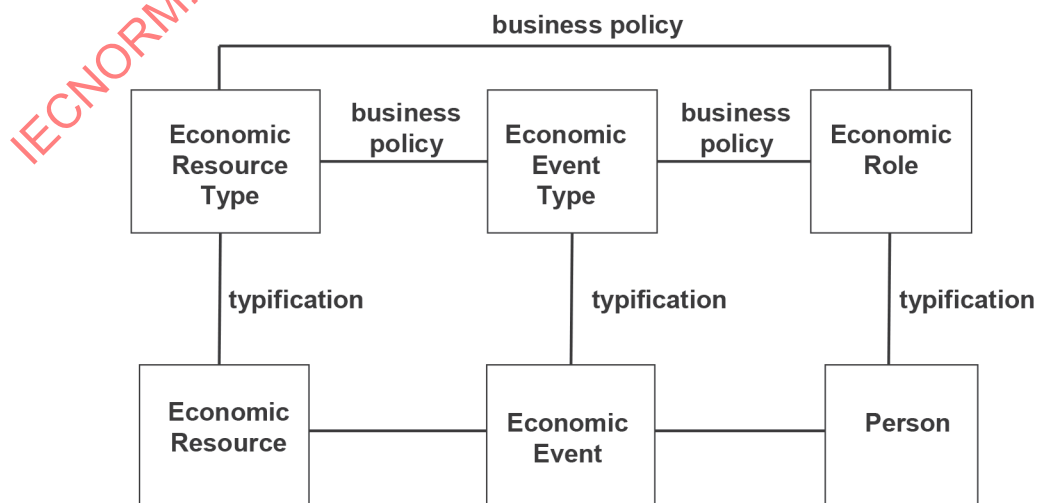 business policy
Economic
Resource
Type
business
policy
Economic
Event
Type
business
policy
Economic
Role
typification
typification
typification
Economic
Resource
Economic
Event
Person